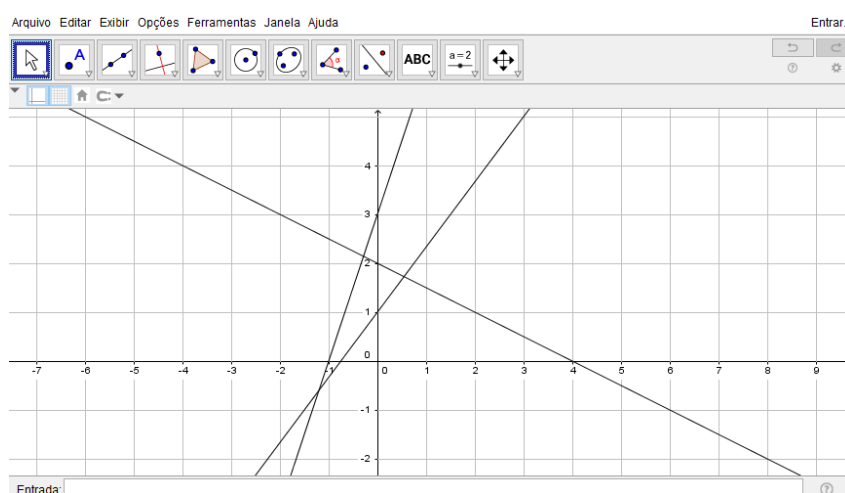 Arquivo Editar Exibir Opções Ferramentas Janela Ajuda Entrar.
A α ABC a=2
4
3
2
1
0
-7 -6 -5 -4 -3 -2 -1 0 1 2 3 4 5 6 7 8 9
-1
-2
Entrada: